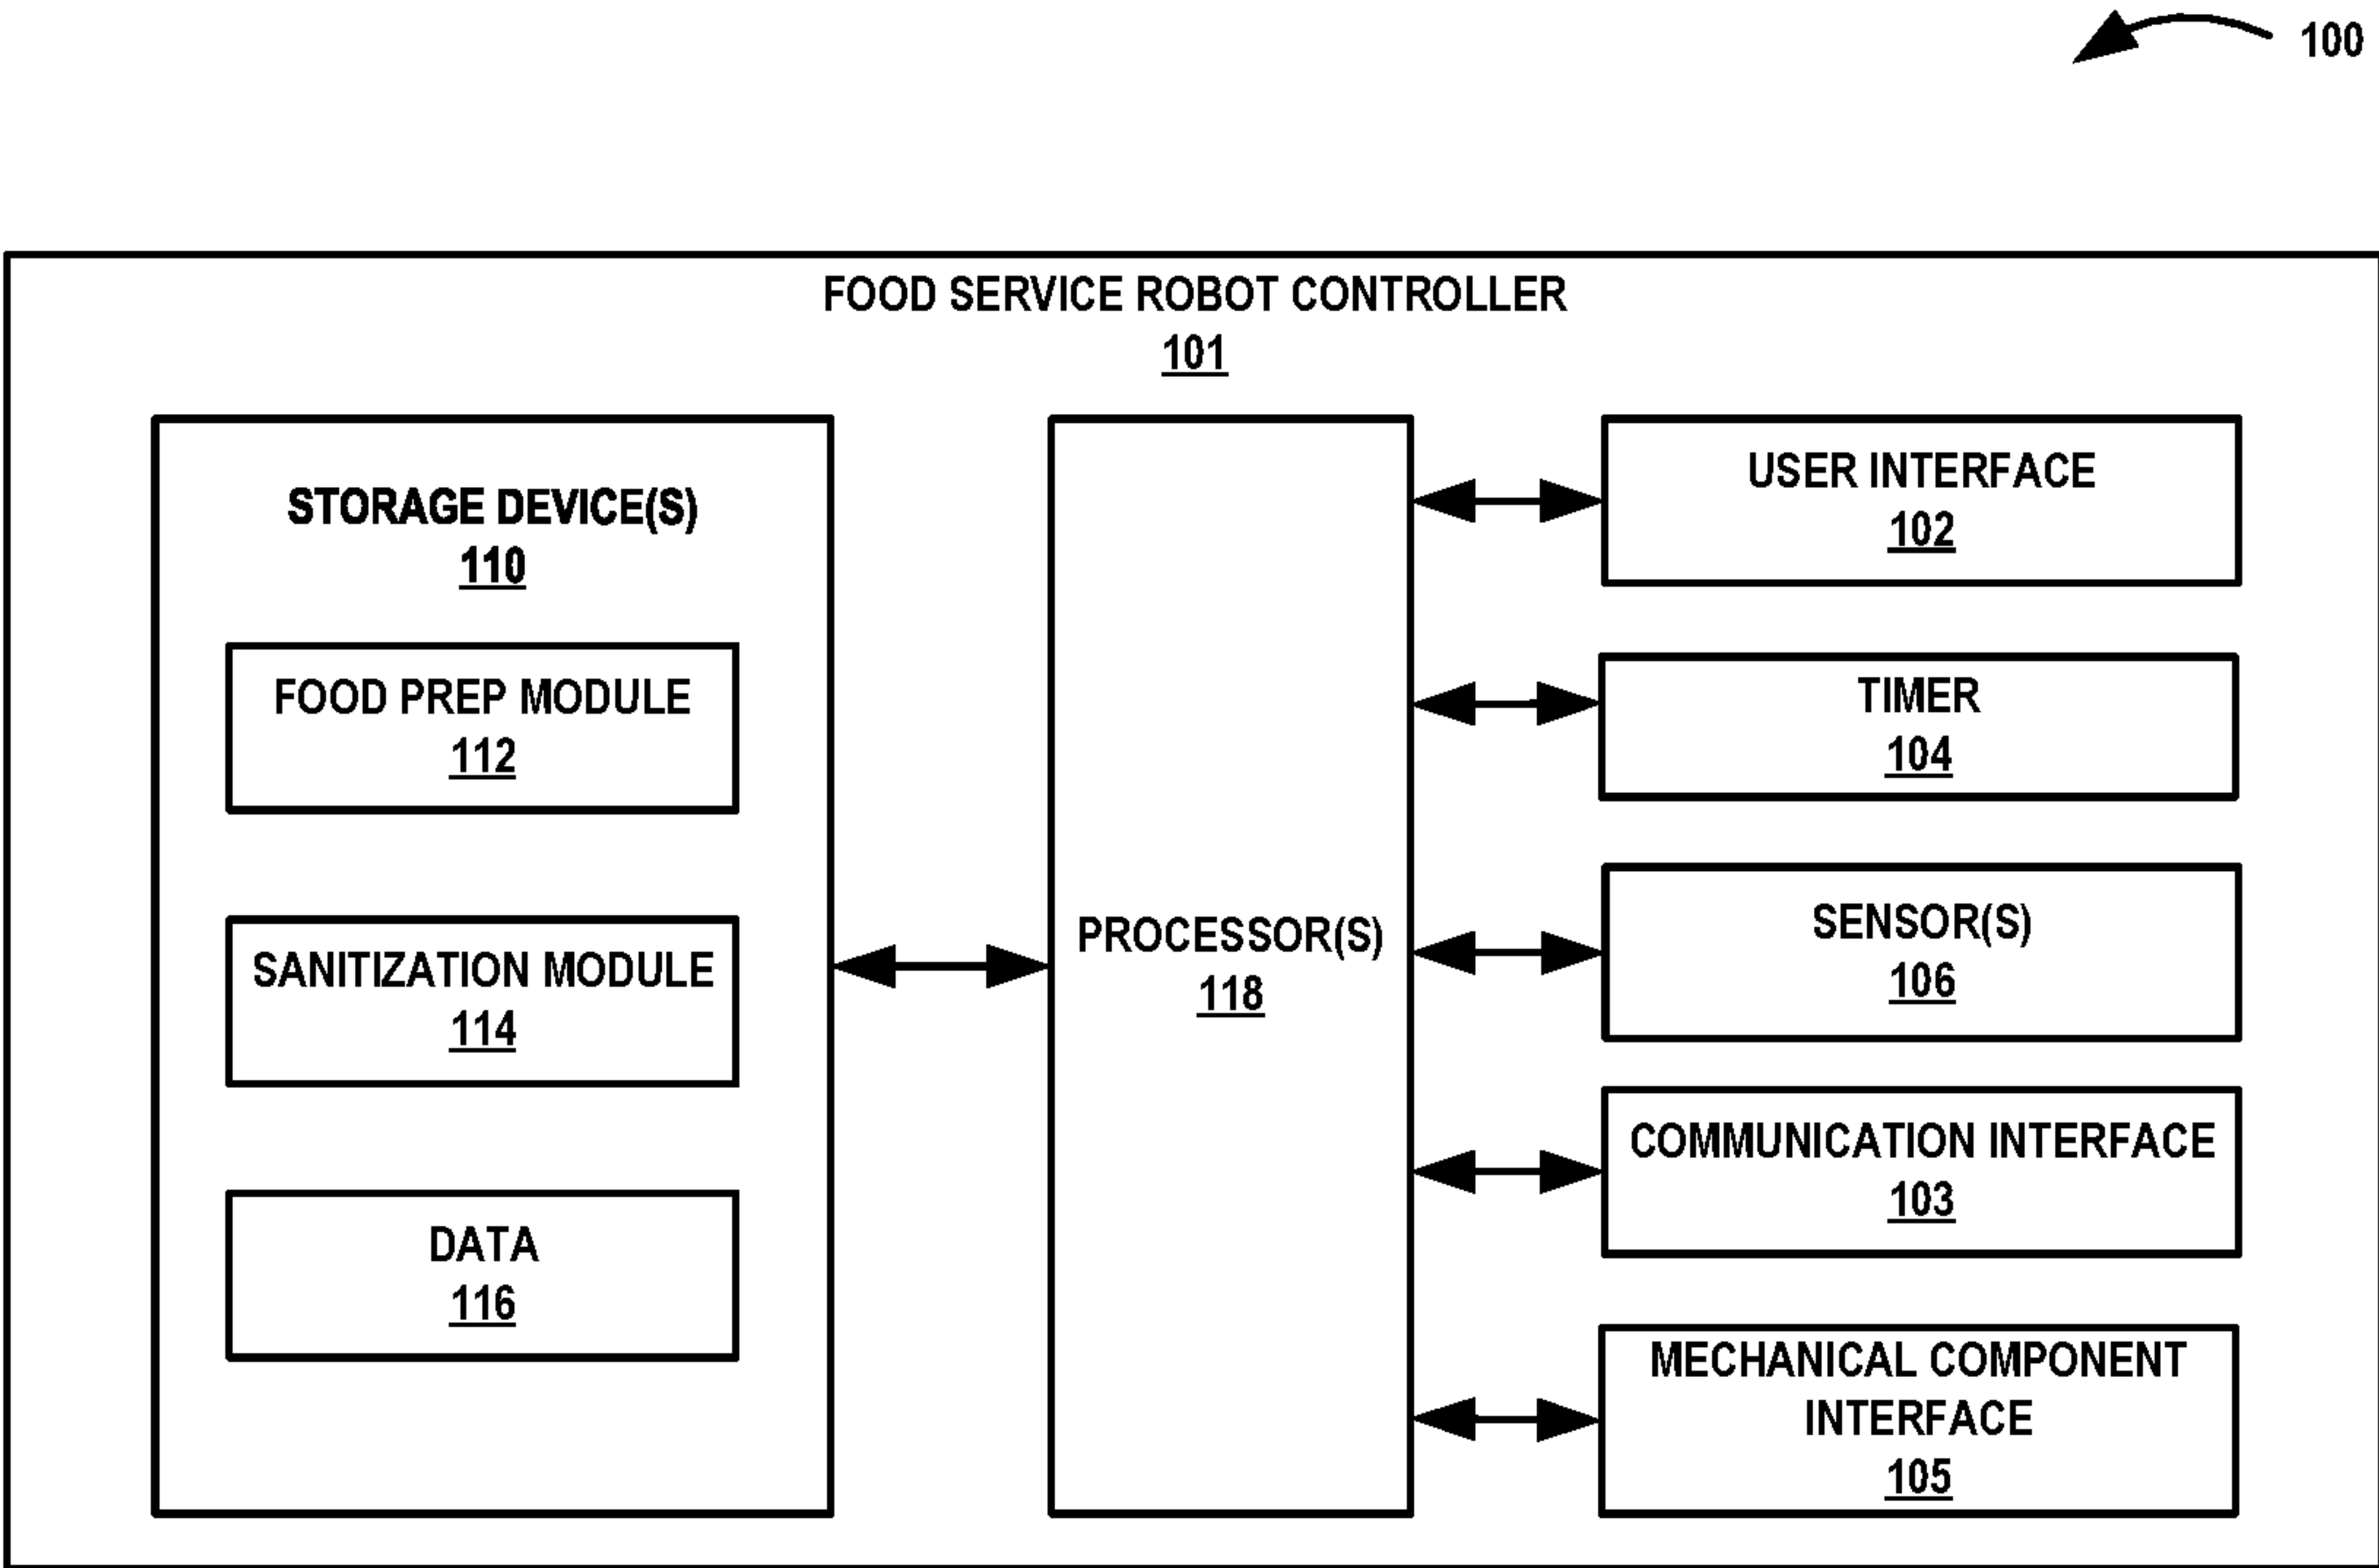 100
FOOD SERVICE ROBOT CONTROLLER
101
STORAGE DEVICE(S)
110
FOOD PREP MODULE
112
SANITIZATION MODULE
114
DATA
116
PROCESSOR(S)
118
USER INTERFACE
102
TIMER
104
SENSOR(S)
106
COMMUNICATION INTERFACE
103
MECHANICAL COMPONENT
INTERFACE
105